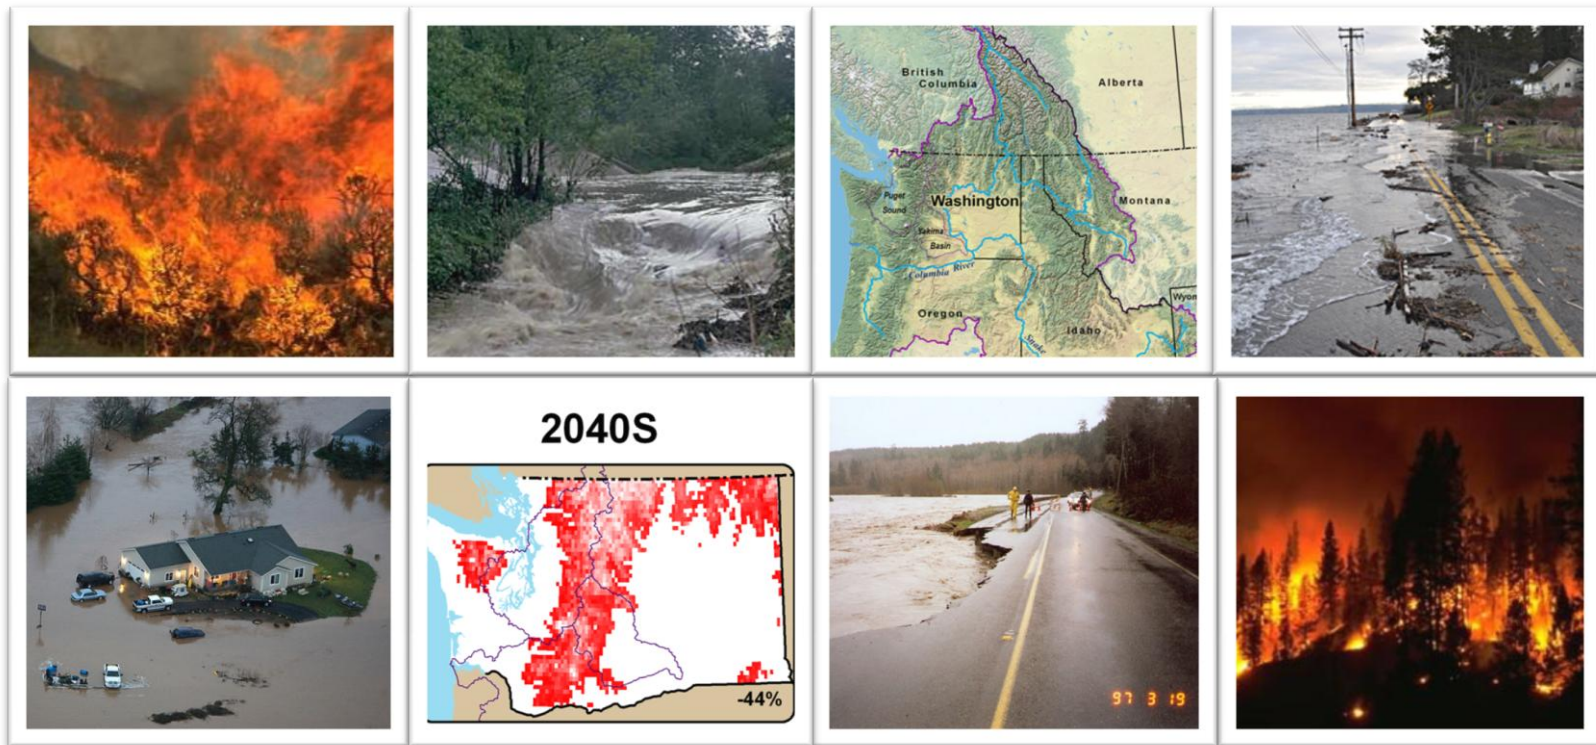 British
Columbia
Alberta
Puget
Sound
Washington
Montana
Yakima
Basin
Columbia River
Wyon
Oregon
Idaho
Snake
2040S
-44%
97 3 19